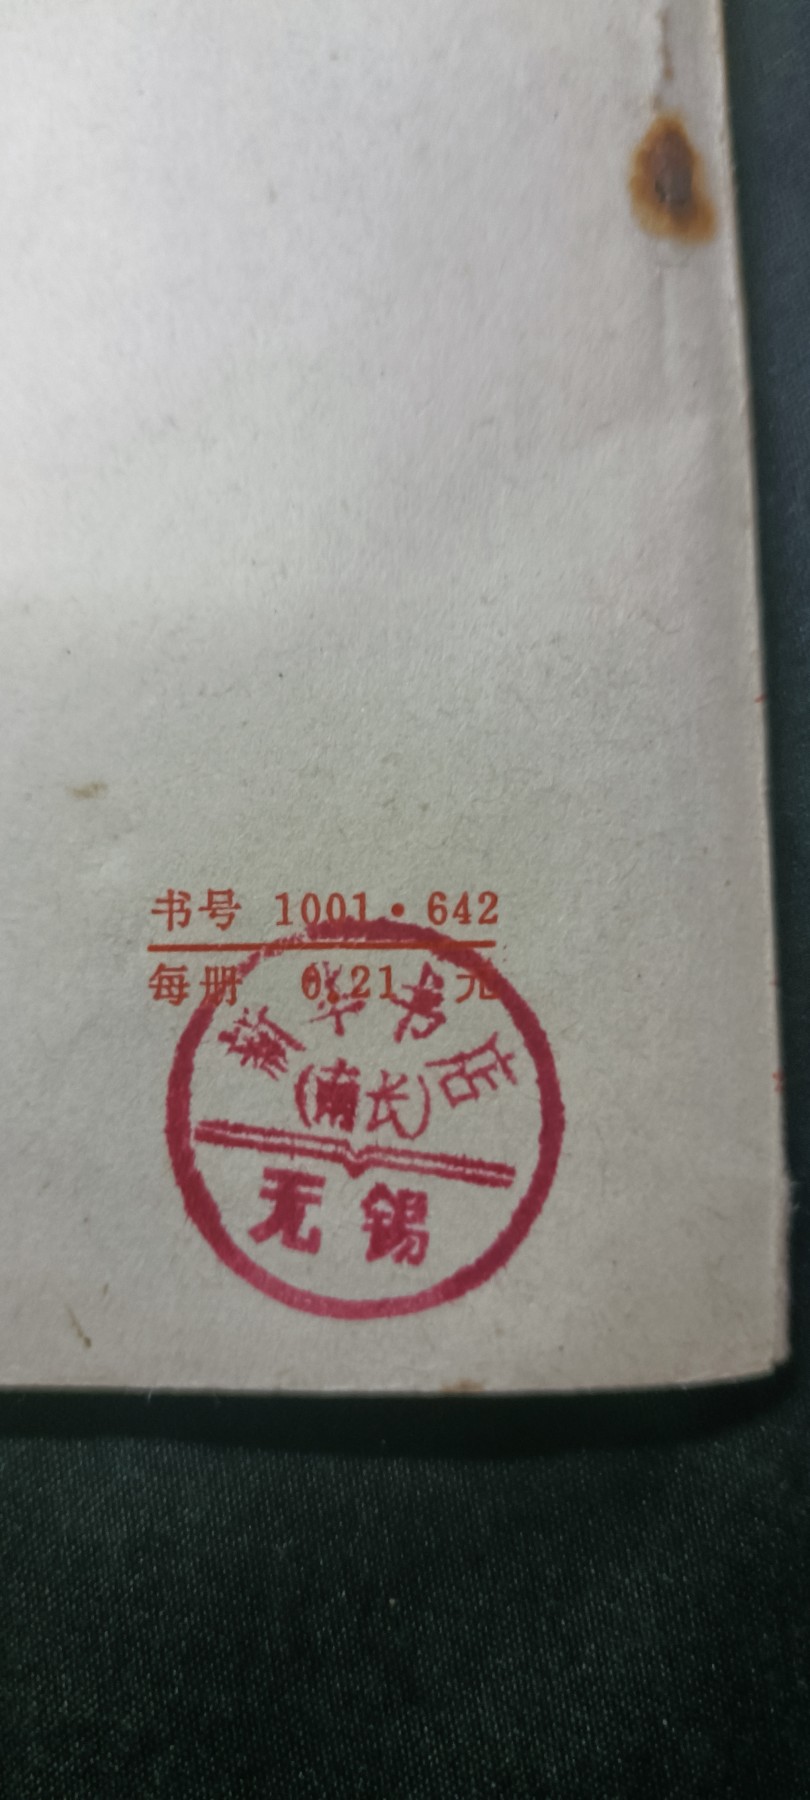 书号 1001·642
每册 0.21 元
新华书店
(南长)
无锡